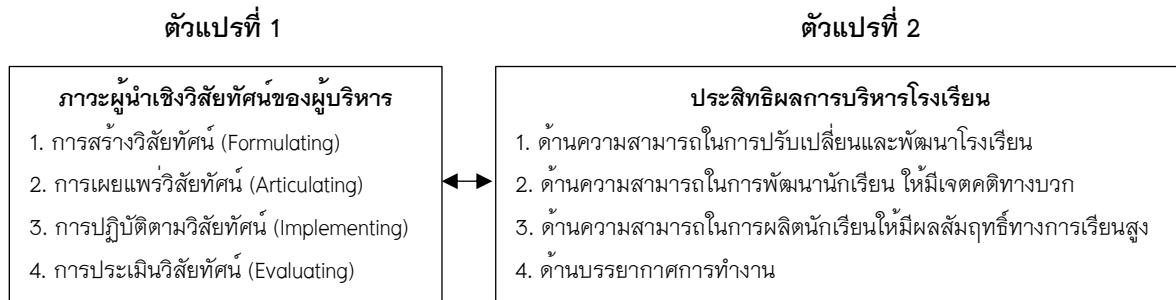 ตัวแปรที่ 1
ตัวแปรที่ 2
ภาวะผู้นำเชิงวิสัยทัศน์ของผู้บริหาร
1. การสร้างวิสัยทัศน์ (Formulating)
2. การเผยแพร่วิสัยทัศน์ (Articulating)
3. การปฏิบัติตามวิสัยทัศน์ (Implementing)
4. การประเมินวิสัยทัศน์ (Evaluating)
ประสิทธิผลการบริหารโรงเรียน
1. ด้านความสามารถในการปรับเปลี่ยนและพัฒนาโรงเรียน
2. ด้านความสามารถในการพัฒนานักเรียน ให้มีเจตคติทางบวก
3. ด้านความสามารถในการผลิตนักเรียนให้มีผลสัมฤทธิ์ทางการเรียนสูง
4. ด้านบรรยากาศการทำงาน